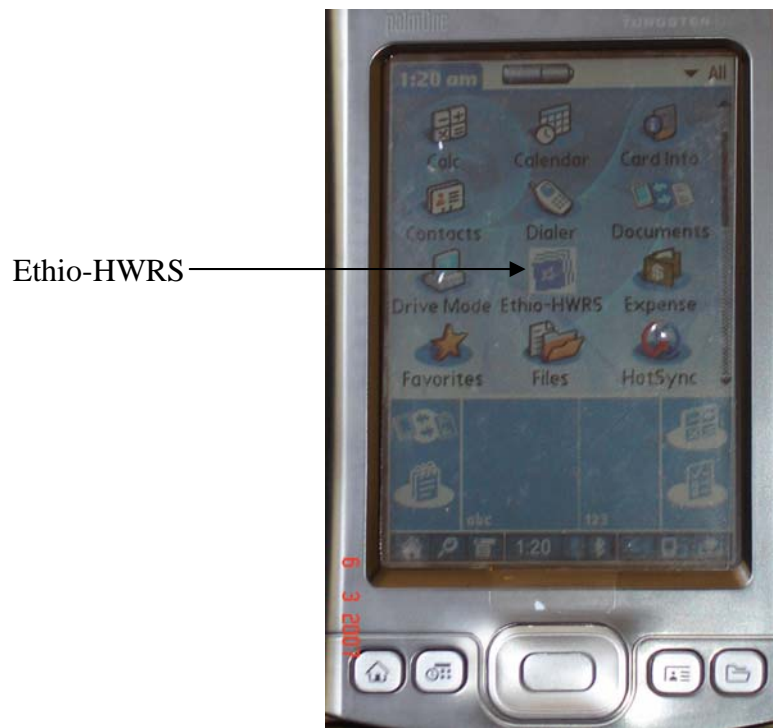 palmOne TUNGSTEN
1:20 am All
Calc Calendar Card Info
Contacts Dialer Documents
Ethio-HWRS
Drive Mode Ethio-HWRS Expense
Favorites Files HotSync
abc 123
1:20
6 3 2007